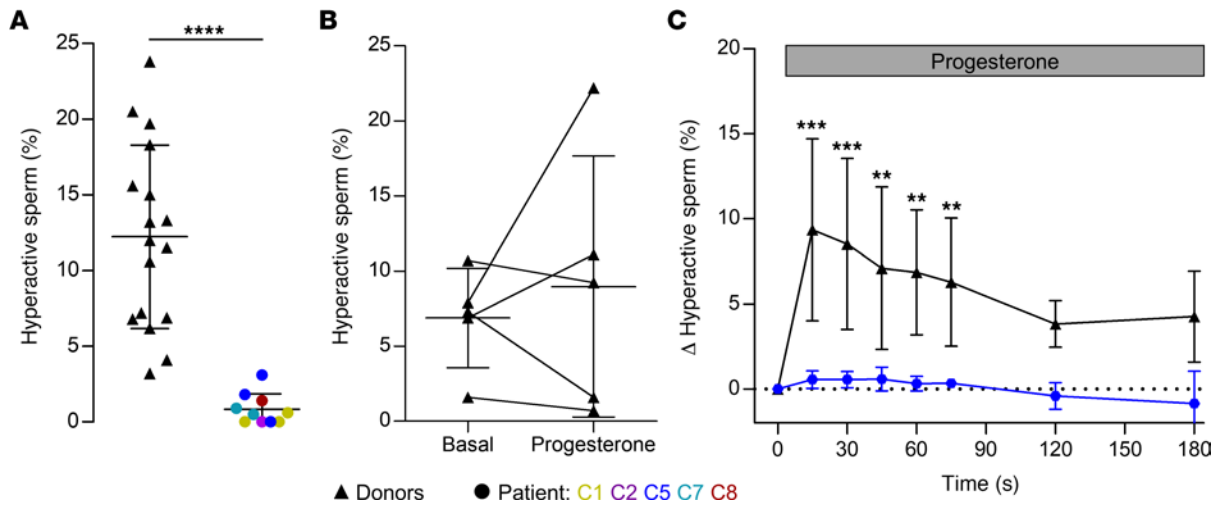 A
Hyperactive sperm (%)
25
20
15
10
5
0
****
B
Hyperactive sperm (%)
25
20
15
10
5
0
Basal
Progesterone
C
Δ Hyperactive sperm (%)
20
15
10
5
0
Progesterone
***
***
**
**
**
0
30
60
90
120
150
180
Time (s)
Donors
Patient: C1 C2 C5 C7 C8